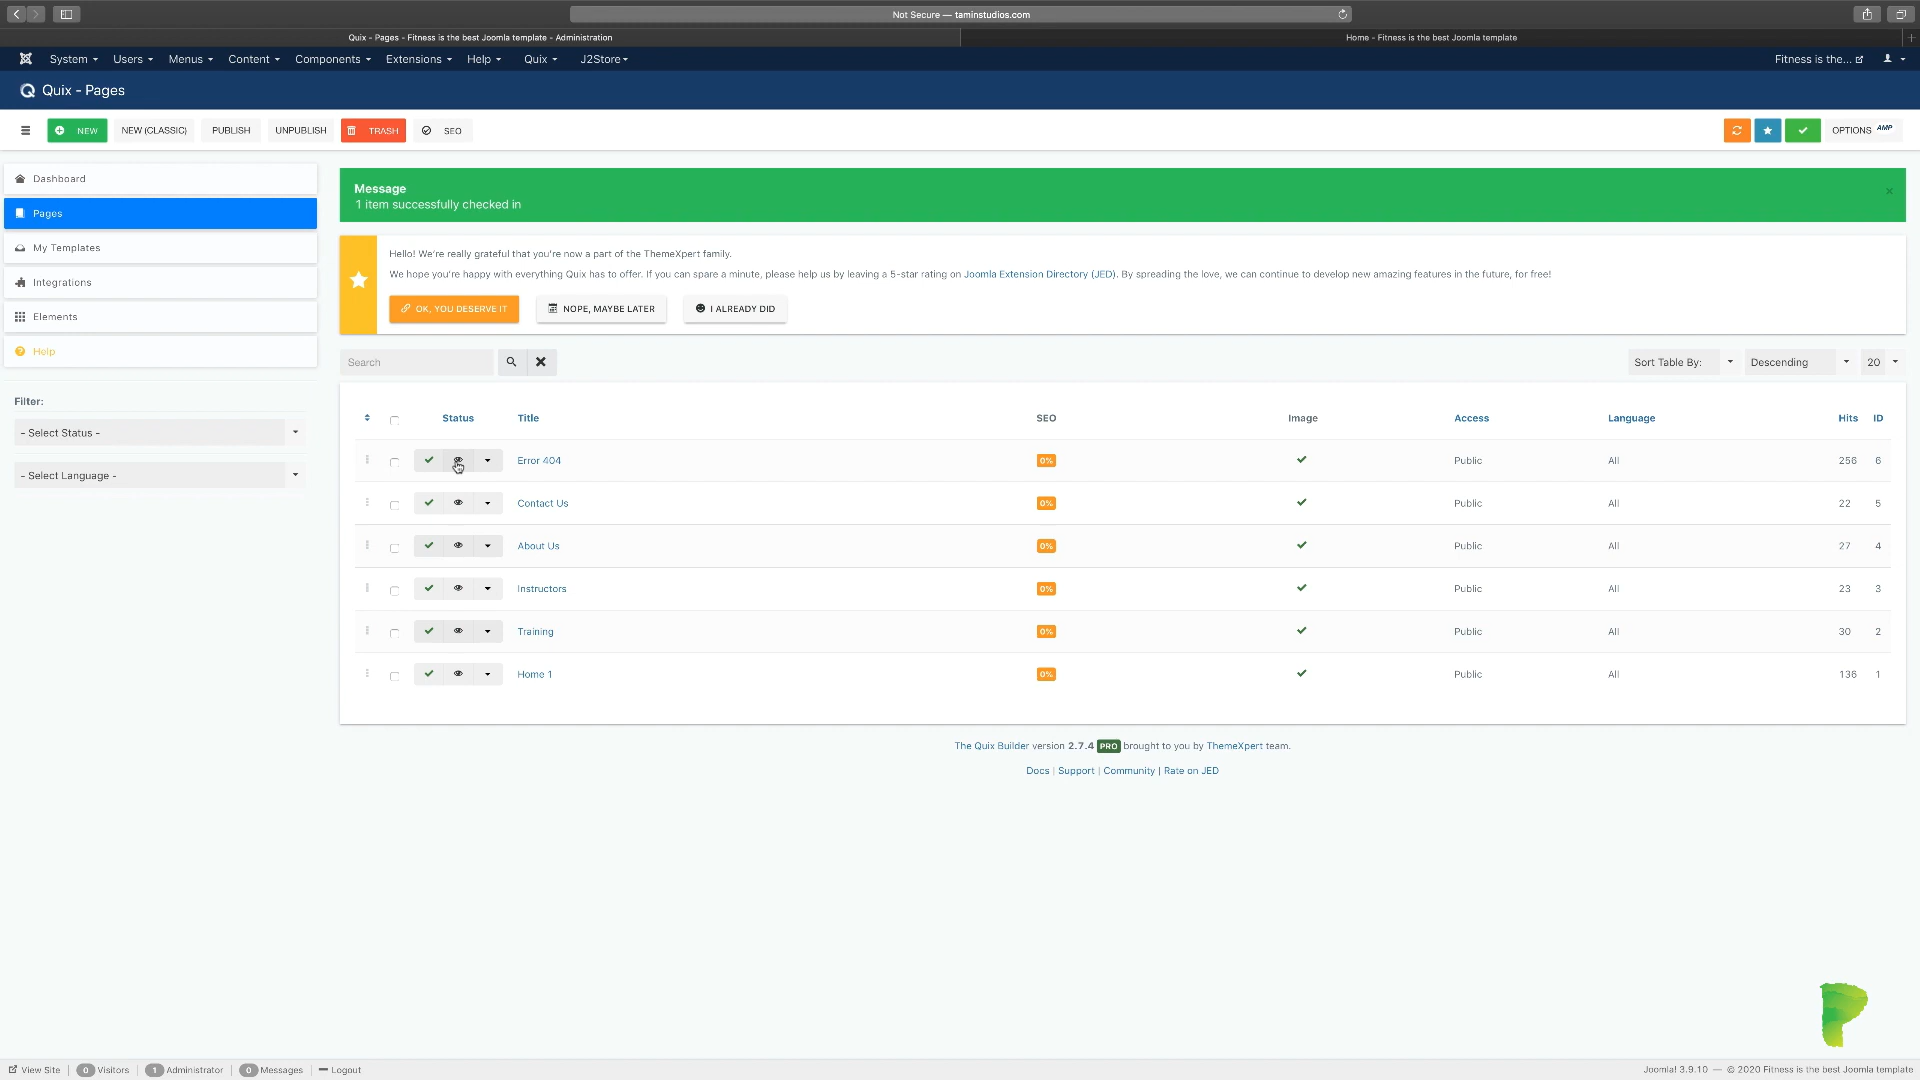 Not Secure — taminstudios.com
Quix - Pages - Fitness is the best Joomla template - Administration
Home - Fitness is the best Joomla template
System Users Menus Content Components Extensions Help Quix J2Store Fitness is the...
Quix - Pages
NEW NEW (CLASSIC) PUBLISH UNPUBLISH TRASH SEO OPTIONS AMP
Dashboard
Pages
My Templates
Integrations
Elements
Help
Filter:
- Select Status -
- Select Language -
Message
1 item successfully checked in
Hello! We're really grateful that you're now a part of the ThemeXpert family.
We hope you're happy with everything Quix has to offer. If you can spare a minute, please help us by leaving a 5-star rating on Joomla Extension Directory (JED). By spreading the love, we can continue to develop new amazing features in the future, for free!
OK, YOU DESERVE IT NOPE, MAYBE LATER I ALREADY DID
Search Sort Table By: Descending 20
Status Title SEO Image Access Language Hits ID
Error 404 0% Public All 256 6
Contact Us 0% Public All 22 5
About Us 0% Public All 27 4
Instructors 0% Public All 23 3
Training 0% Public All 30 2
Home 1 0% Public All 136 1
The Quix Builder version 2.7.4 PRO brought to you by ThemeXpert team.
Docs | Support | Community | Rate on JED
View Site 0 Visitors 1 Administrator 0 Messages Logout Joomla! 3.9.10 — © 2020 Fitness is the best Joomla template